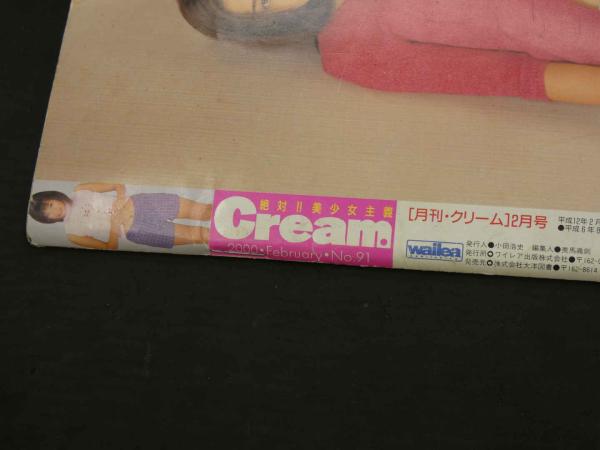 絶対!!美少女主義
Cream.
2000・February・No.91
[月刊・クリーム]2月号
平成12年2月
●平成6年8
wailea
発行人●小田浩史 編集人●
発行所●ワイレア出版株式会社●〒162-0
発売元●株式会社大洋図書●〒162-8614